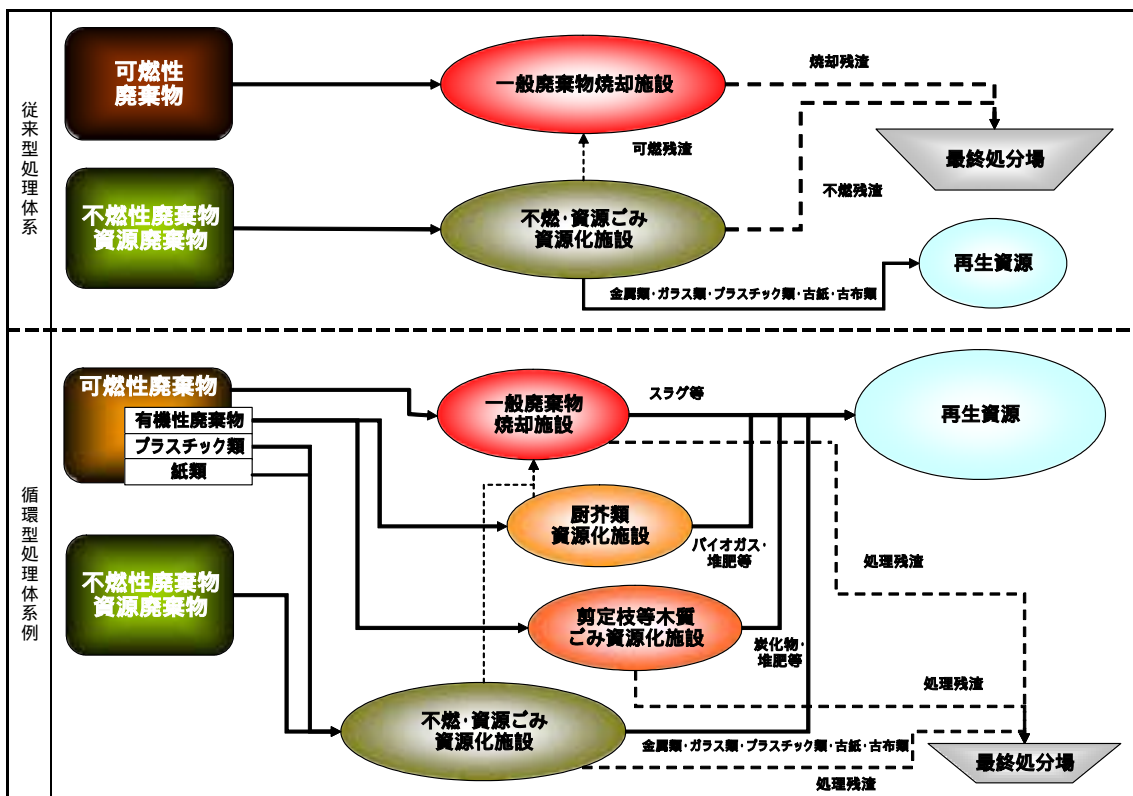 従来型処理体系
可燃性
廃棄物
一般廃棄物焼却施設
焼却残渣
最終処分場
可燃残渣
不燃性廃棄物
資源廃棄物
不燃・資源ごみ
資源化施設
不燃残渣
再生資源
金属類・ガラス類・プラスチック類・古紙・古布類
循環型処理体系例
可燃性廃棄物
有機性廃棄物
プラスチック類
紙類
一般廃棄物
焼却施設
スラグ等
再生資源
厨芥類
資源化施設
バイオガス・
堆肥等
処理残渣
不燃性廃棄物
資源廃棄物
剪定枝等木質
ごみ資源化施設
炭化物・
堆肥等
処理残渣
不燃・資源ごみ
資源化施設
金属類・ガラス類・プラスチック類・古紙・古布類
処理残渣
最終処分場